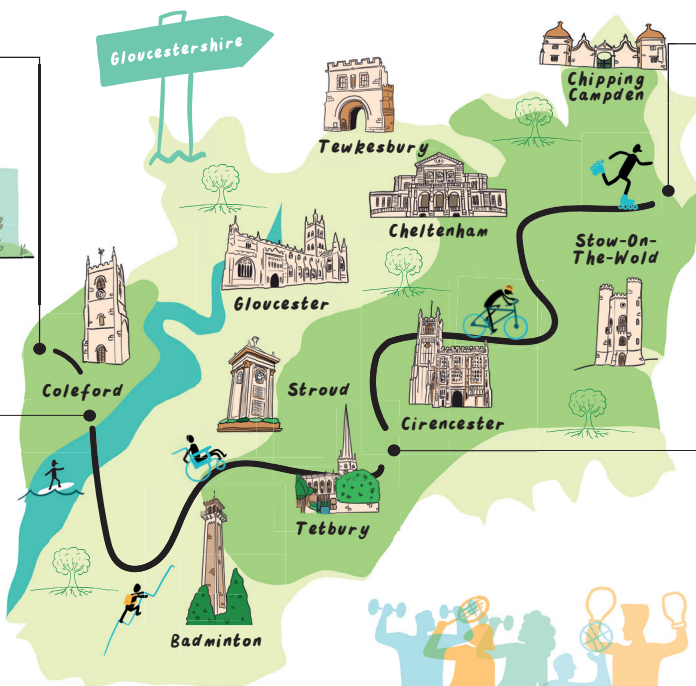 Gloucestershire
Chipping
Campden
Tewkesbury
Cheltenham
Stow-On-
The-Wold
Gloucester
Coleford
Stroud
Cirencester
Tetbury
Badminton